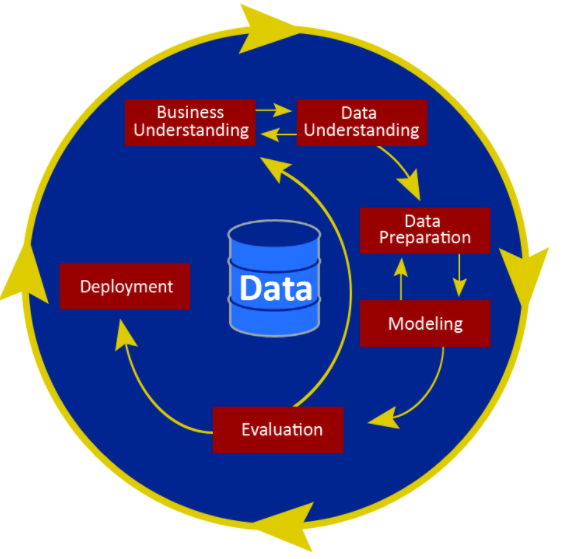 Business
Understanding
Data
Understanding
Data
Preparation
Deployment
Data
Modeling
Evaluation